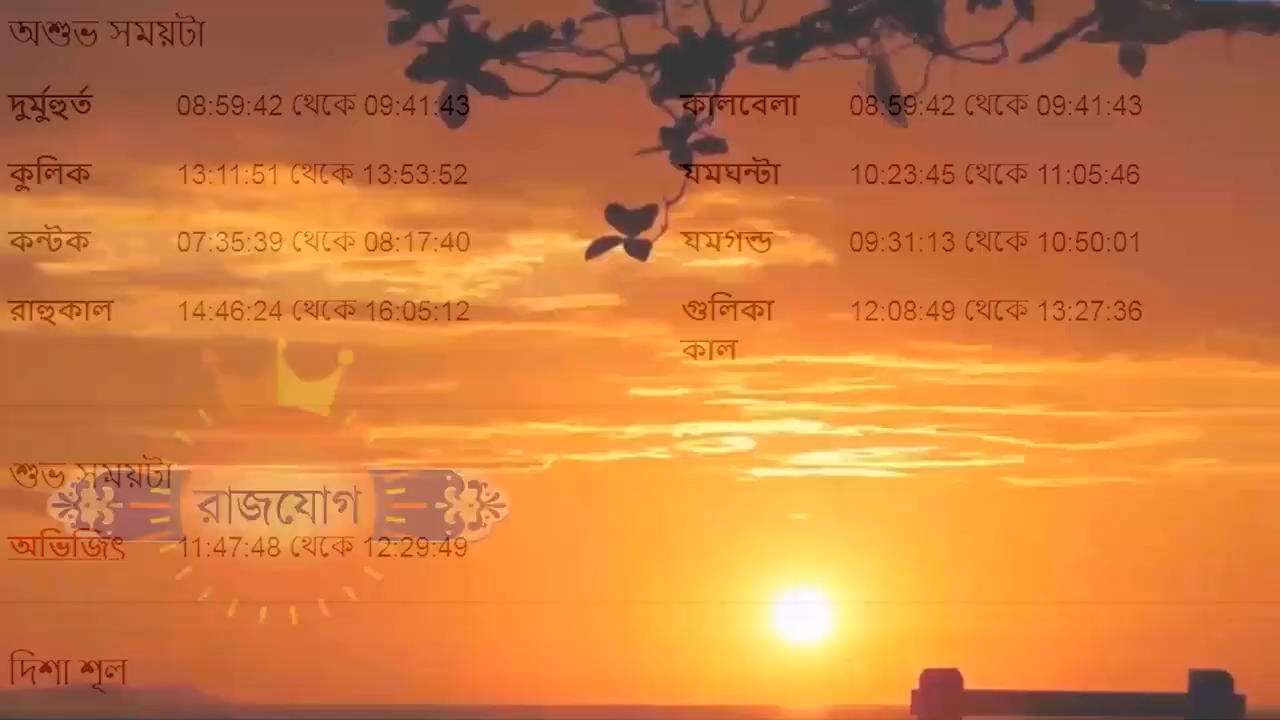 অশুভ সময়টা
দুর্মুহুর্ত 08:59:42 থেকে 09:41:43 কালবেলা 08:59:42 থেকে 09:41:43
কুলিক 13:11:51 থেকে 13:53:52 যমঘন্টা 10:23:45 থেকে 11:05:46
কন্টক 07:35:39 থেকে 08:17:40 যমগন্ড 09:31:13 থেকে 10:50:01
রাহুকাল 14:46:24 থেকে 16:05:12 গুলিকা 12:08:49 থেকে 13:27:36
কাল
শুভ সময়টা
রাজযোগ
অভিজিৎ 11:47:48 থেকে 12:29:49
দিশা শূল